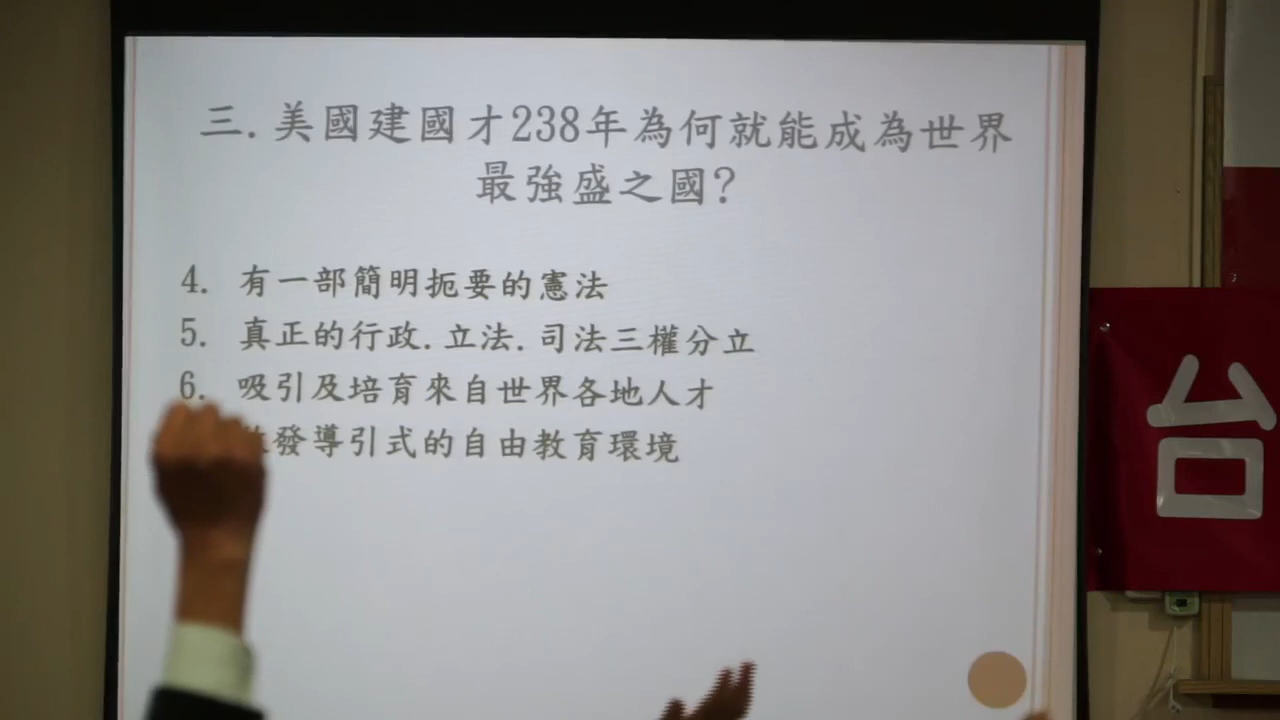 三.美國建國才238年為何就能成為世界
最強盛之國?
4. 有一部簡明扼要的憲法
5. 真正的行政.立法.司法三權分立
6. 吸引及培育來自世界各地人才
發導引式的自由教育環境
台